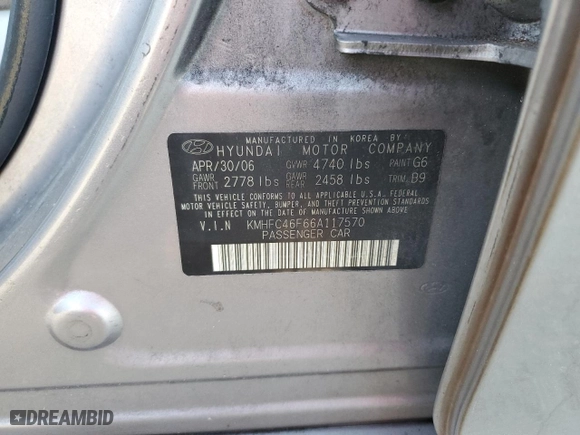 MANUFACTURED IN KOREA BY
HYUNDAI MOTOR COMPANY
APR/30/06 GVWR 4740 lbs PAINT G6
GAWR FRONT 2778 lbs GAWR REAR 2458 lbs TRIM B9
THIS VEHICLE CONFORMS TO ALL APPLICABLE U.S.A. FEDERAL
MOTOR VEHICLE SAFETY, BUMPER, AND THEFT PREVENTION
STANDARDS IN EFFECT ON THE DATE OF MANUFACTURE SHOWN ABOVE.
V.I.N KMHFC46F66A117570
PASSENGER CAR
DREAMBID